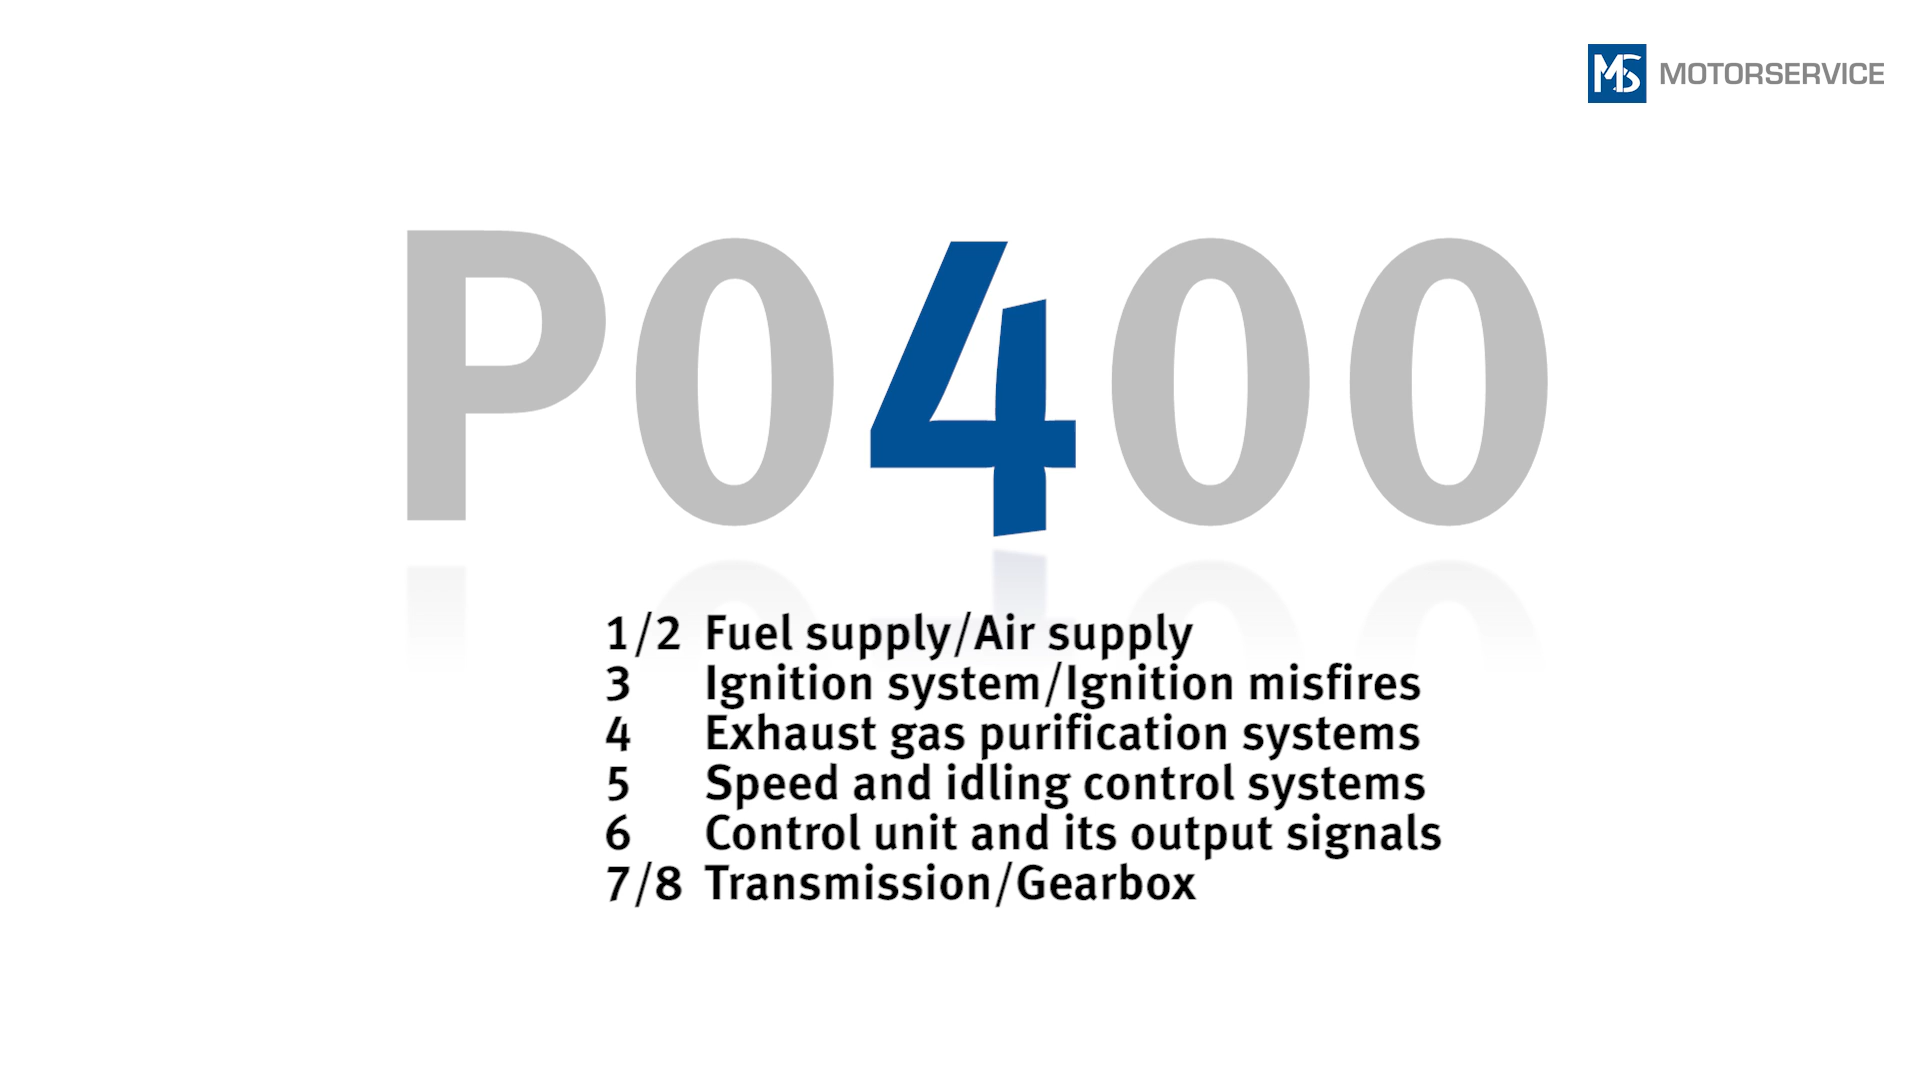 MS MOTORSERVICE
P0400
1/2 Fuel supply/Air supply
3 Ignition system/Ignition misfires
4 Exhaust gas purification systems
5 Speed and idling control systems
6 Control unit and its output signals
7/8 Transmission/Gearbox